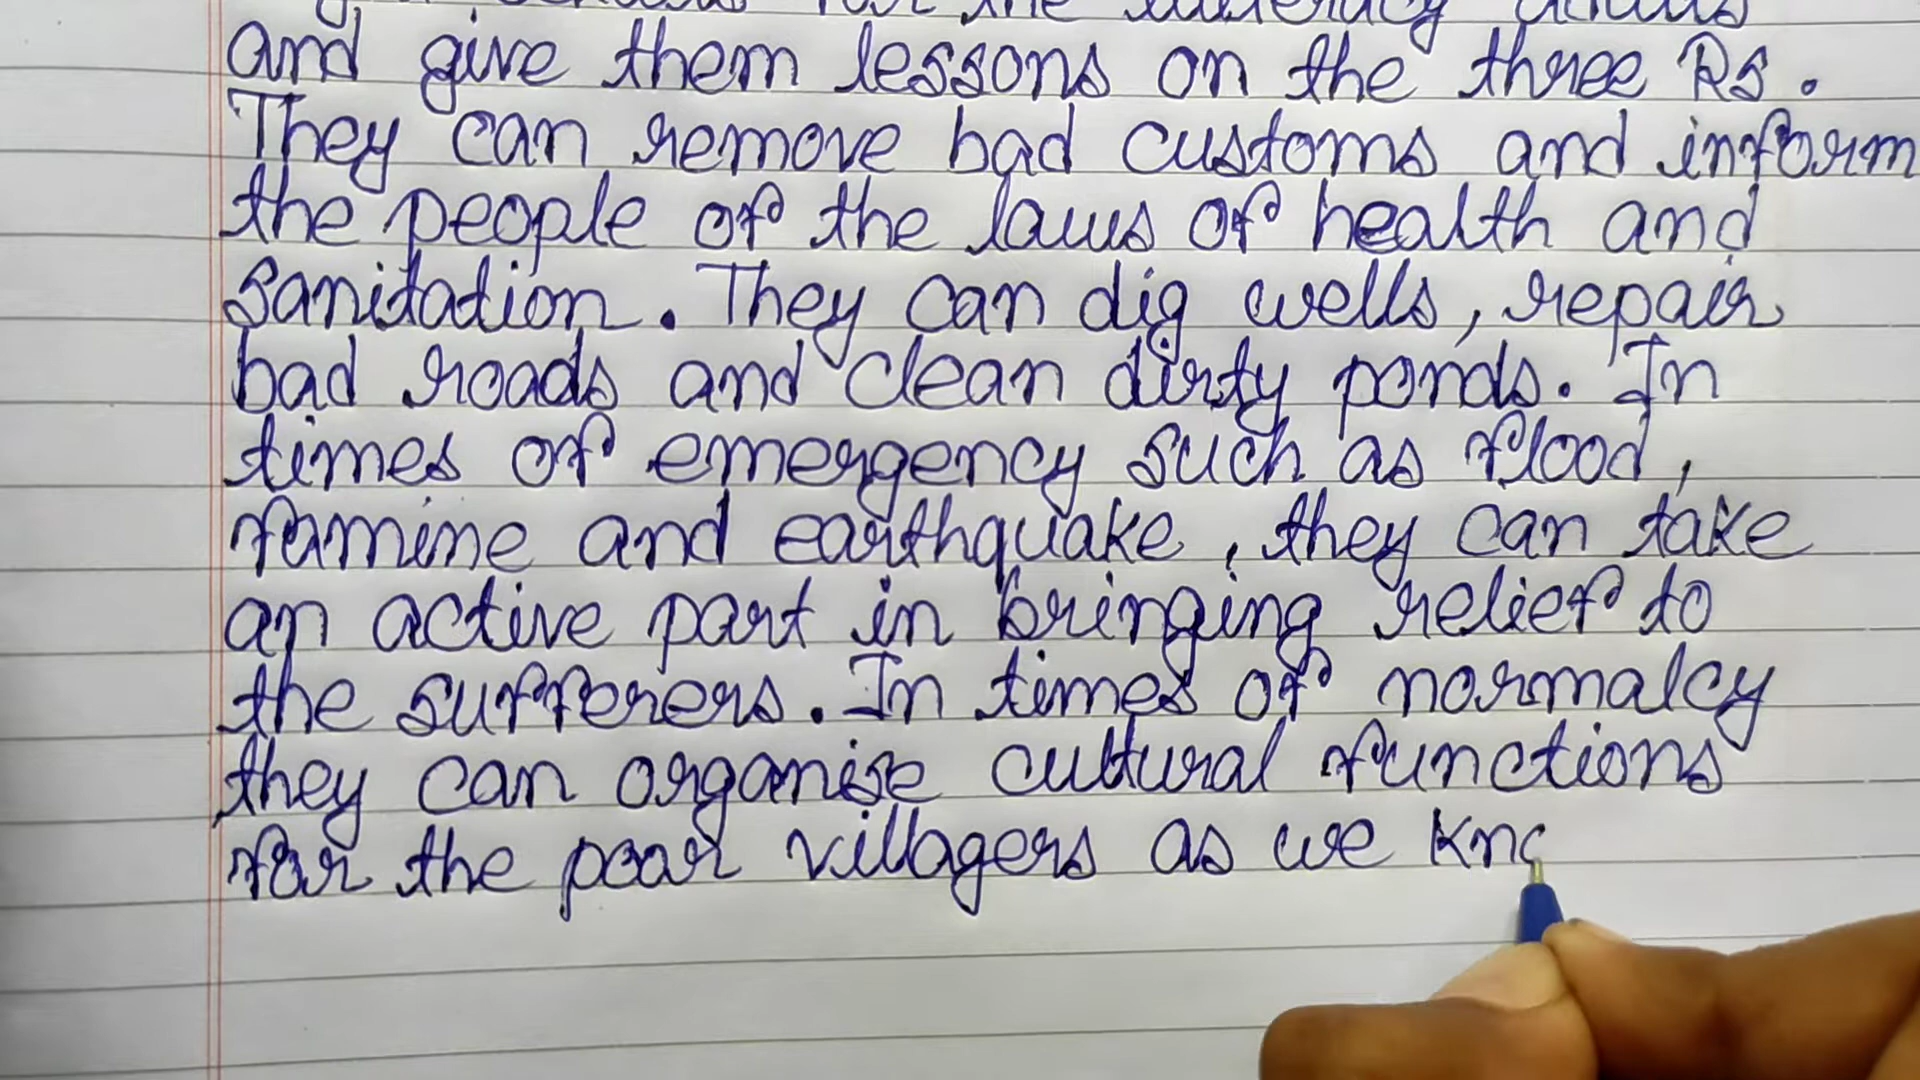 for the
and give them lessons on the three Rs.
They can remove bad customs and inform
the people of the laws of health and
sanitation. They can dig wells, repair
bad roads and clean dirty ponds. In
times of emergency such as flood,
famine and earthquake, they can take
an active part in bringing relief to
the sufferers. In times of normalcy
they can organise cultural functions
for the poor villagers as we kno